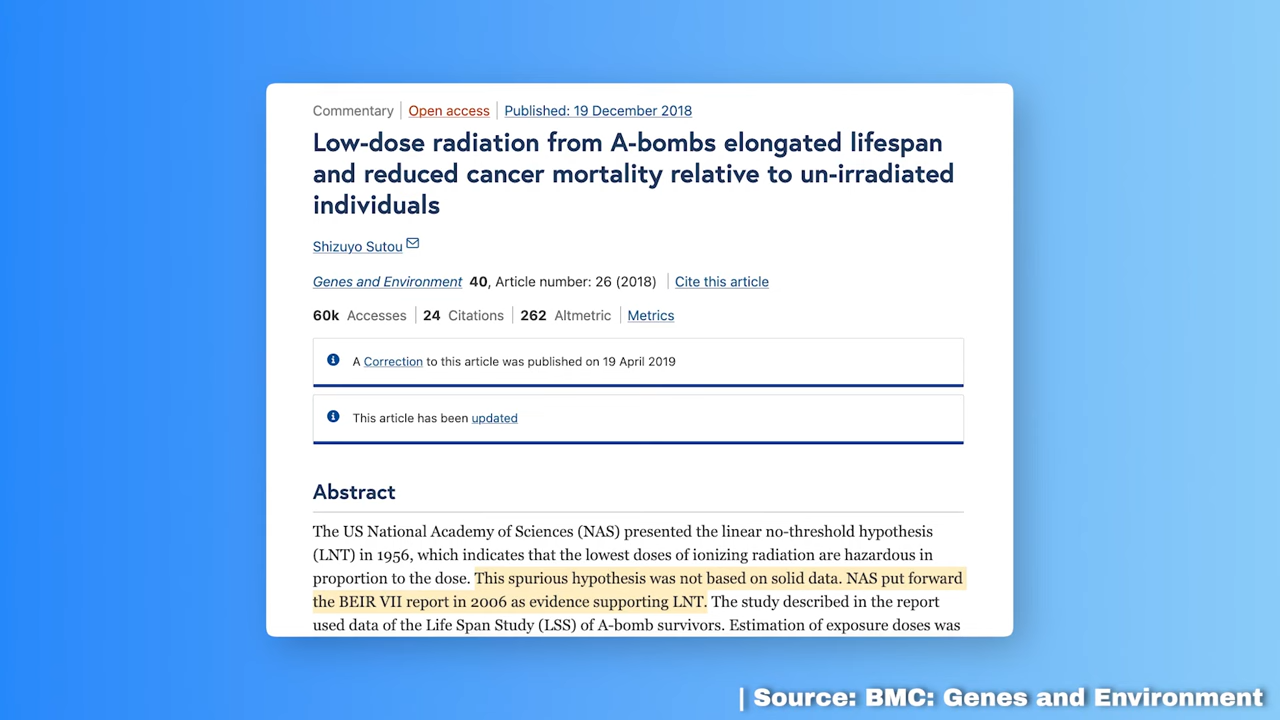 Commentary | Open access | Published: 19 December 2018
Low-dose radiation from A-bombs elongated lifespan
and reduced cancer mortality relative to un-irradiated
individuals
Shizuyo Sutou
Genes and Environment 40, Article number: 26 (2018) | Cite this article
60k Accesses | 24 Citations | 262 Altmetric | Metrics
A Correction to this article was published on 19 April 2019
This article has been updated
Abstract
The US National Academy of Sciences (NAS) presented the linear no-threshold hypothesis
(LNT) in 1956, which indicates that the lowest doses of ionizing radiation are hazardous in
proportion to the dose. This spurious hypothesis was not based on solid data. NAS put forward
the BEIR VII report in 2006 as evidence supporting LNT. The study described in the report
used data of the Life Span Study (LSS) of A-bomb survivors. Estimation of exposure doses was
| Source: BMC: Genes and Environment